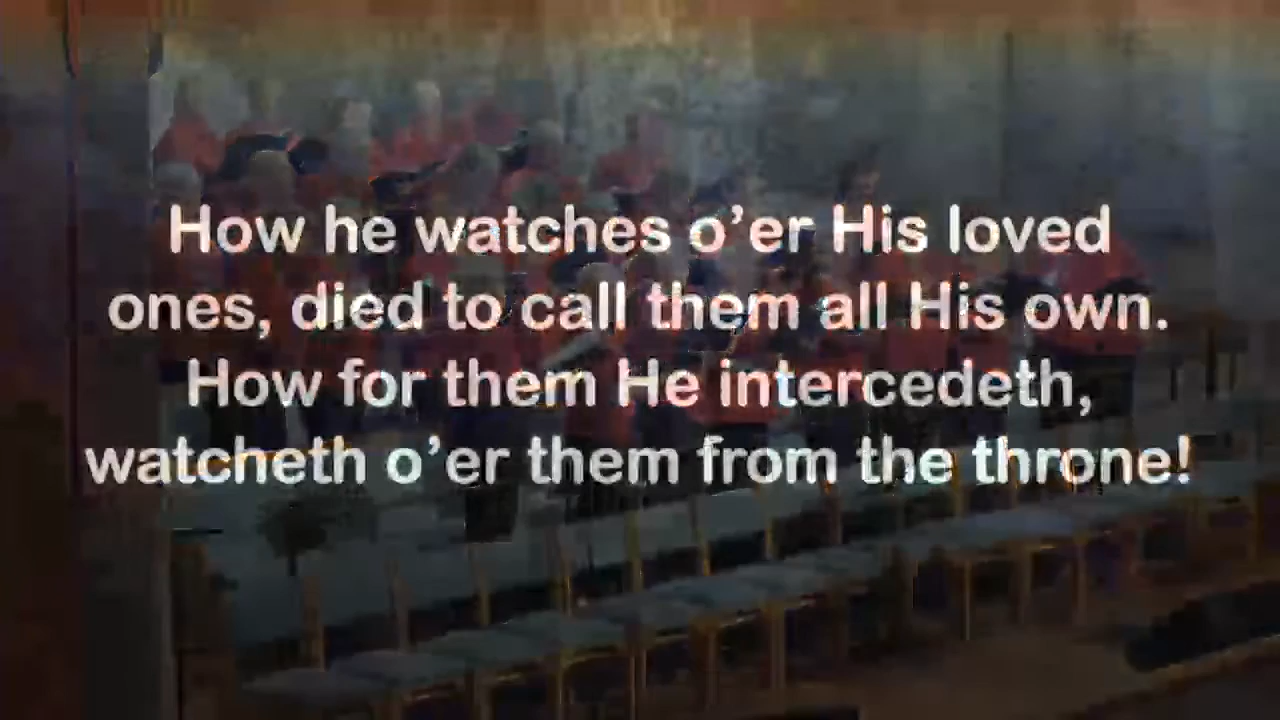 How he watches o’er His loved
ones, died to call them all His own.
How for them He intercedeth,
watcheth o’er them from the throne!